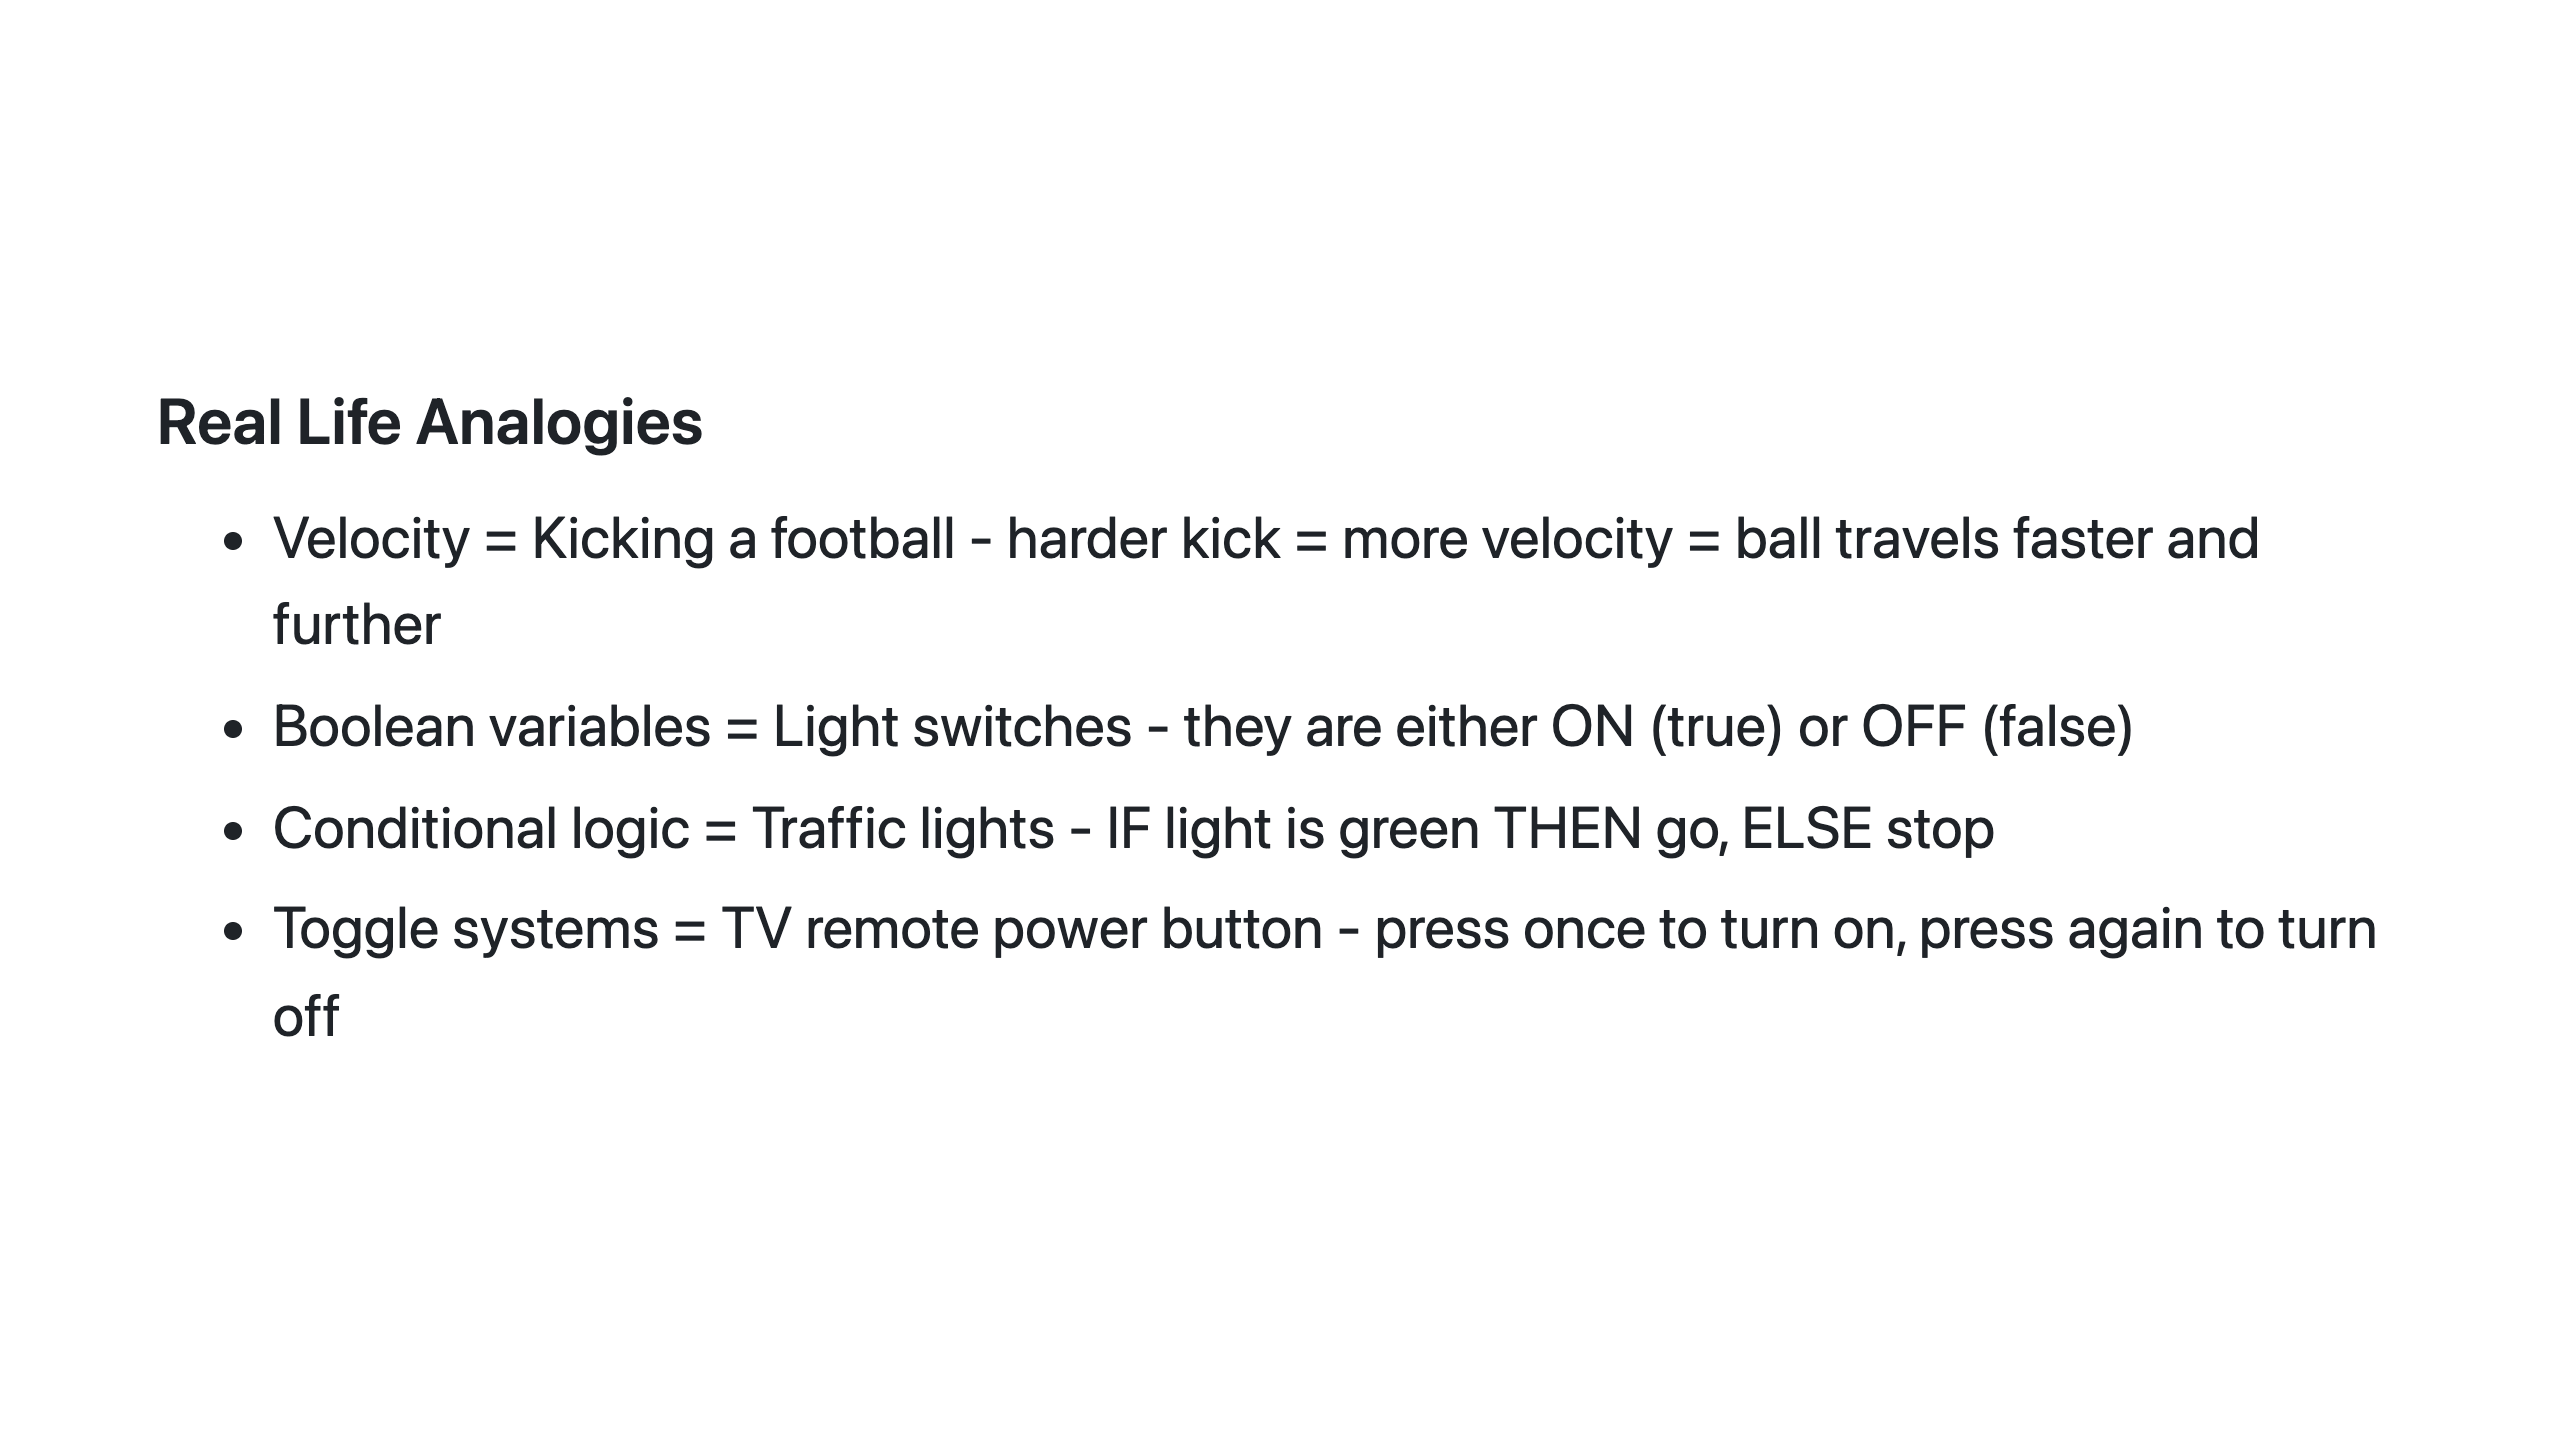 Real Life Analogies
• Velocity = Kicking a football - harder kick = more velocity = ball travels faster and
further
• Boolean variables = Light switches - they are either ON (true) or OFF (false)
• Conditional logic = Traffic lights - IF light is green THEN go, ELSE stop
• Toggle systems = TV remote power button - press once to turn on, press again to turn
off